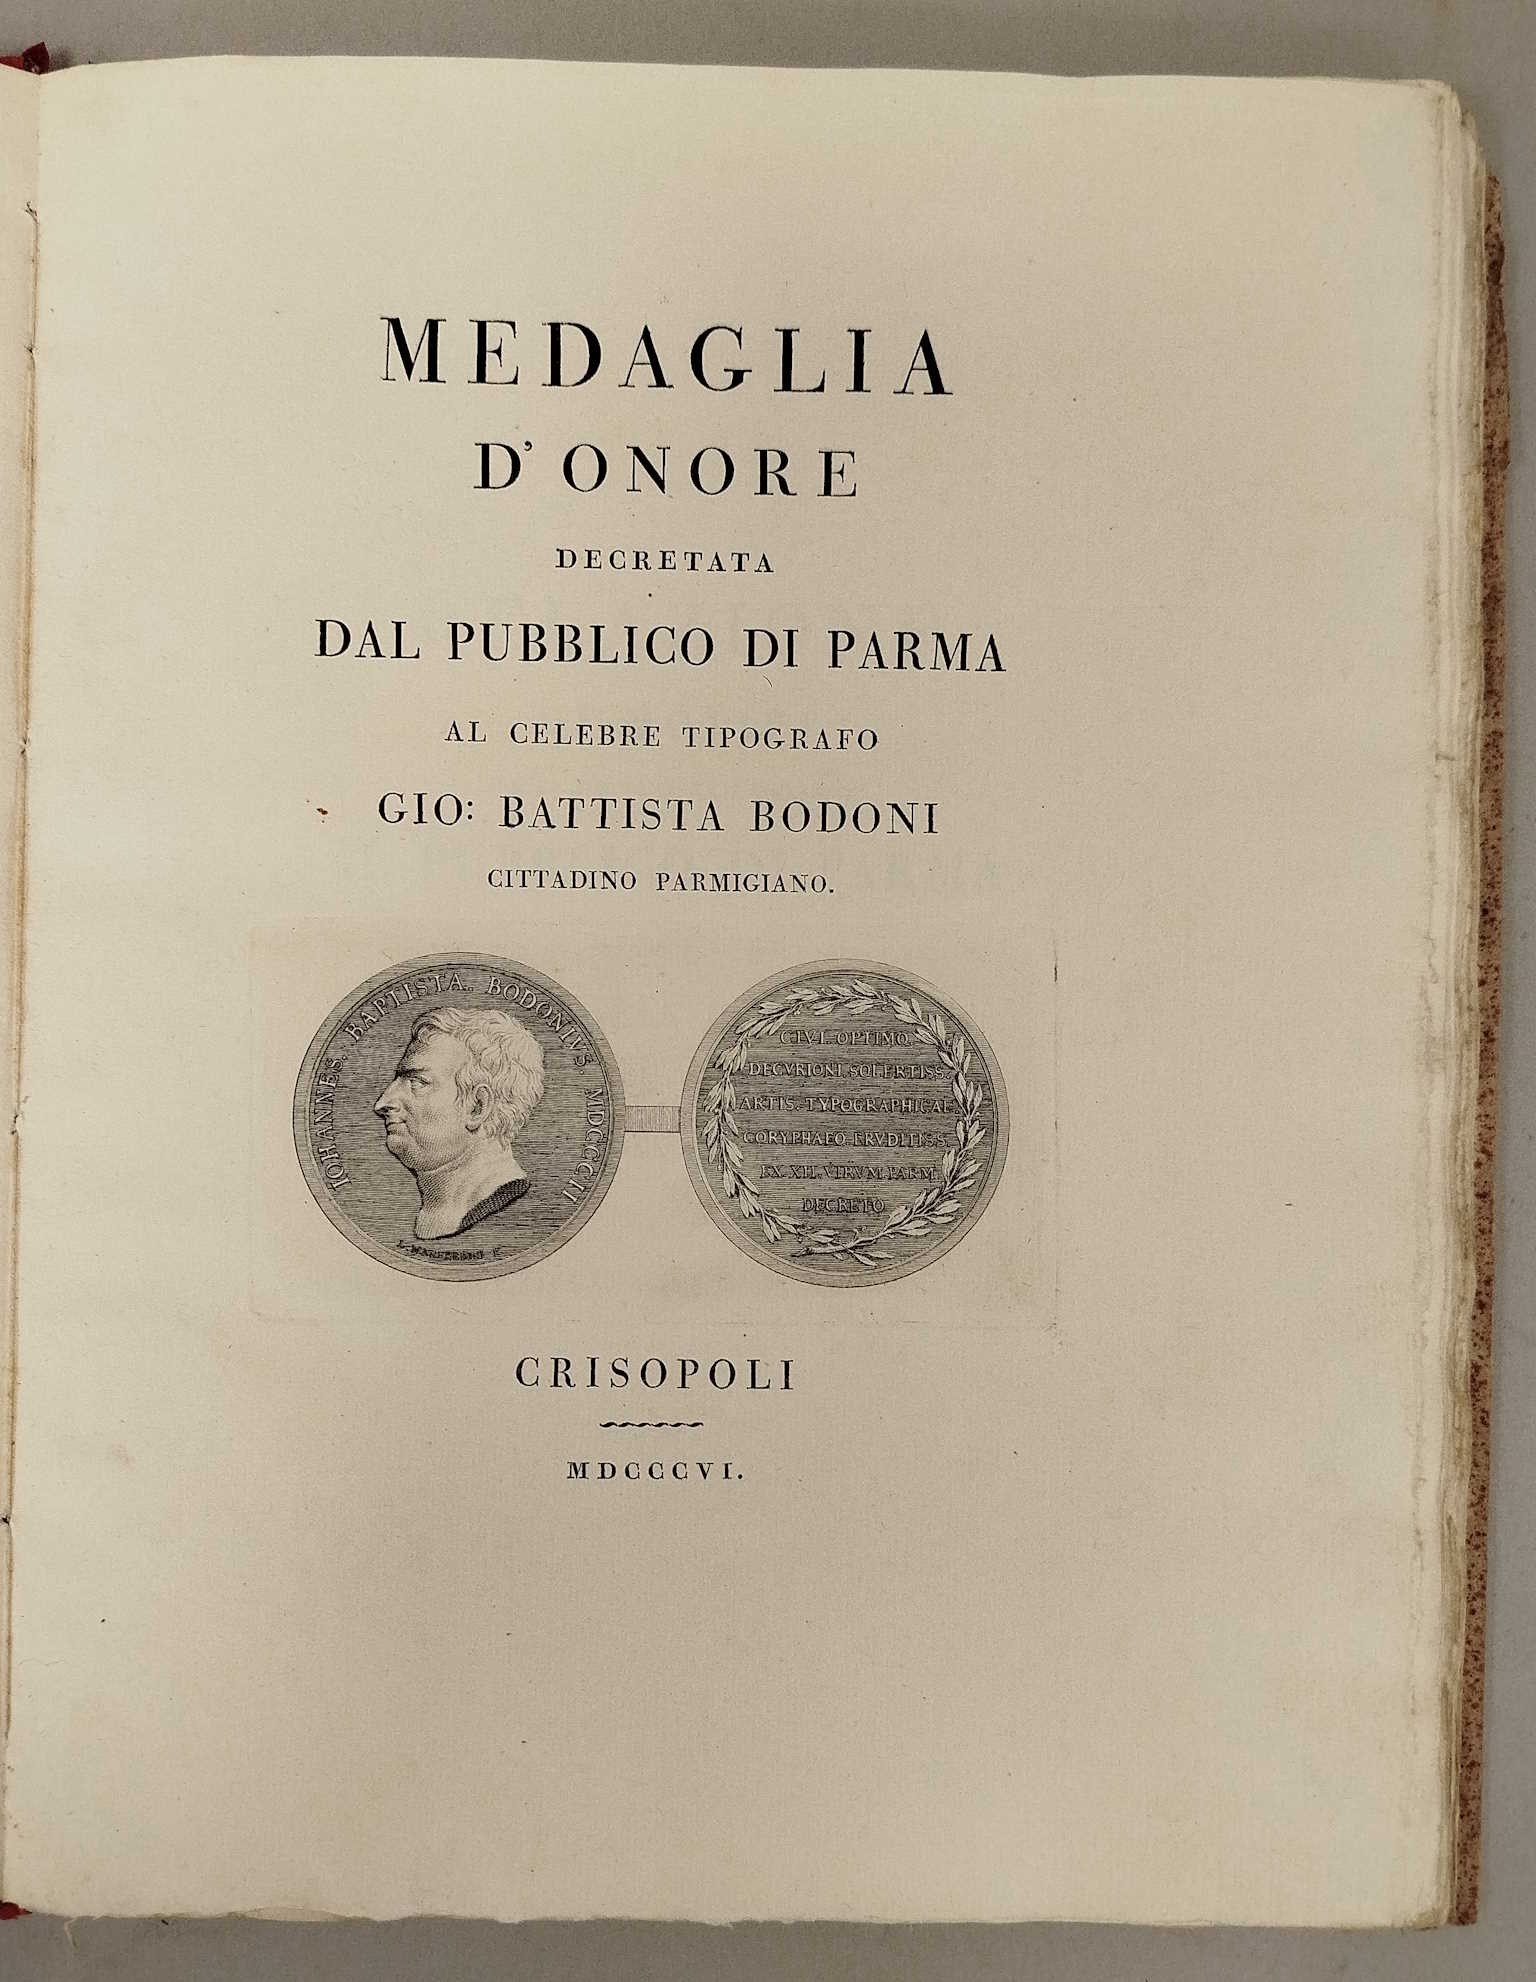 MEDAGLIA
D'ONORE
DECRETATA
DAL PUBBLICO DI PARMA
AL CELEBRE TIPOGRAFO
GIO: BATTISTA BODONI
CITTADINO PARMIGIANO.
IOHANNES. BAPTISTA. BODONIVS MDCCCII
L. MANFREDINI F.
CIVI. OPTIMO.
DECVRIONI. SOLERTISS.
ARTIS. TYPOGRAPHICAE
CORYPHAEO. ERVDITISS.
EX. XII. VIRVM. PARM.
DECRETO
CRISOPOLI
MDCCCVI.